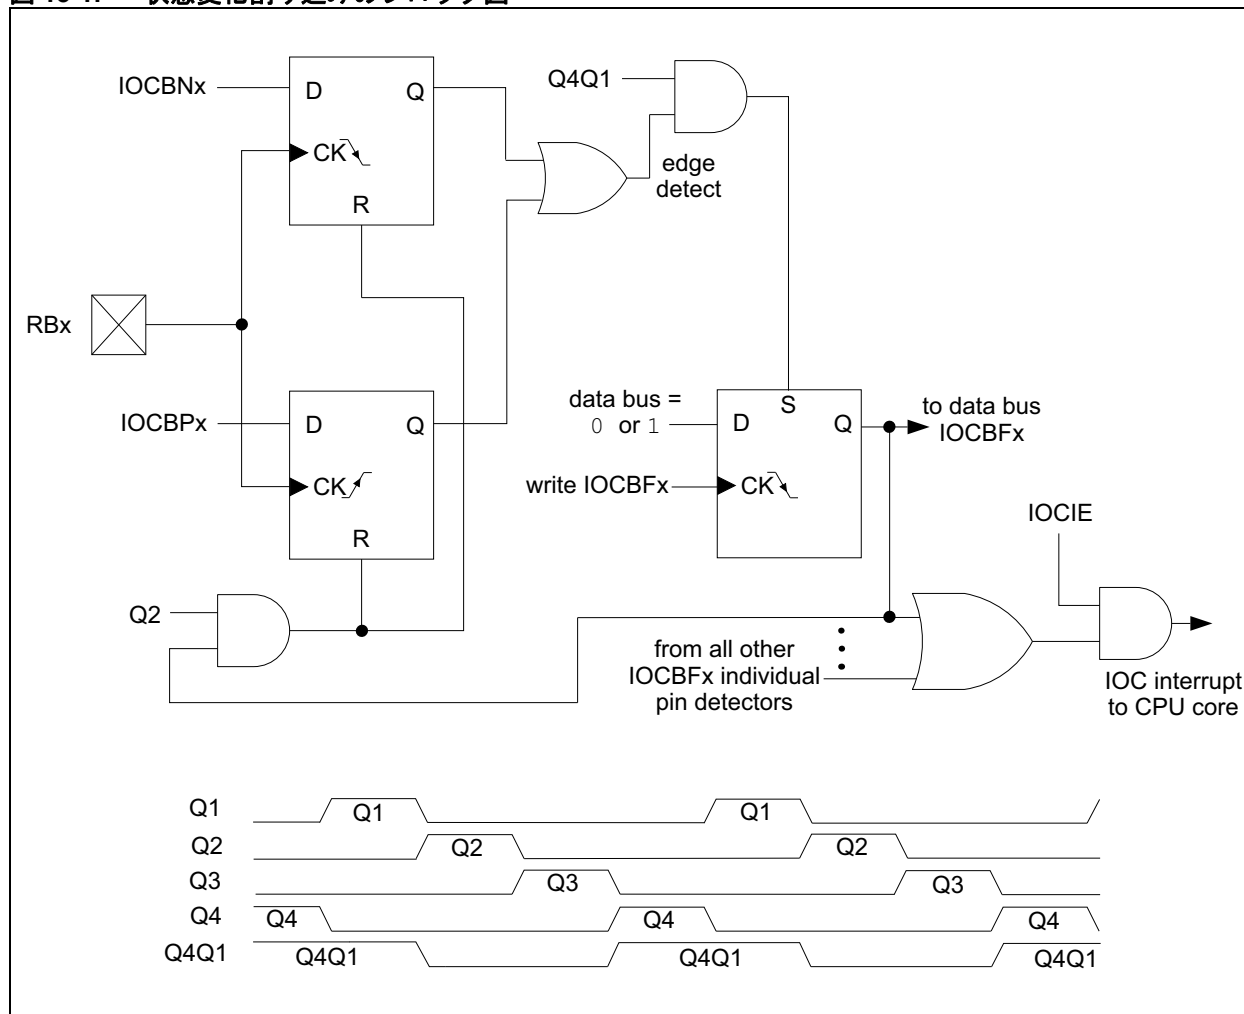 IOCBNx
D
Q
CK
R
Q4Q1
edge
detect
RBx
IOCBPx
D
Q
CK
R
data bus =
0 or 1
S
D
Q
to data bus
IOCBFx
write IOCBFx
CK
IOCIE
Q2
from all other
IOCBFx individual
pin detectors
IOC interrupt
to CPU core
Q1 Q1 Q1
Q2 Q2 Q2
Q3 Q3 Q3
Q4 Q4 Q4 Q4
Q4Q1 Q4Q1 Q4Q1 Q4Q1